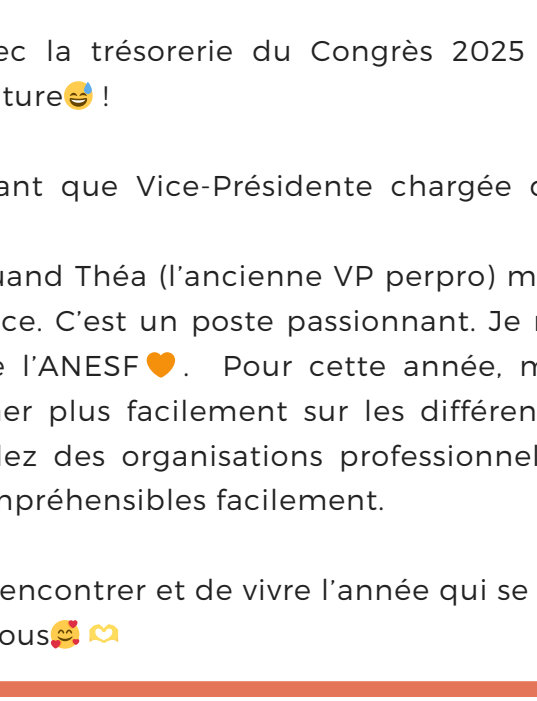 ec la trésorerie du Congrès 2025
ture😅 !
ant que Vice-Présidente chargée
uand Théa (l’ancienne VP perpro) m
ce. C’est un poste passionnant. Je
e l’ANESF🧡. Pour cette année, m
er plus facilement sur les différen
lez des organisations professionnel
mpréhensibles facilement.
encontrer et de vivre l’année qui se
ous🥰 🫶